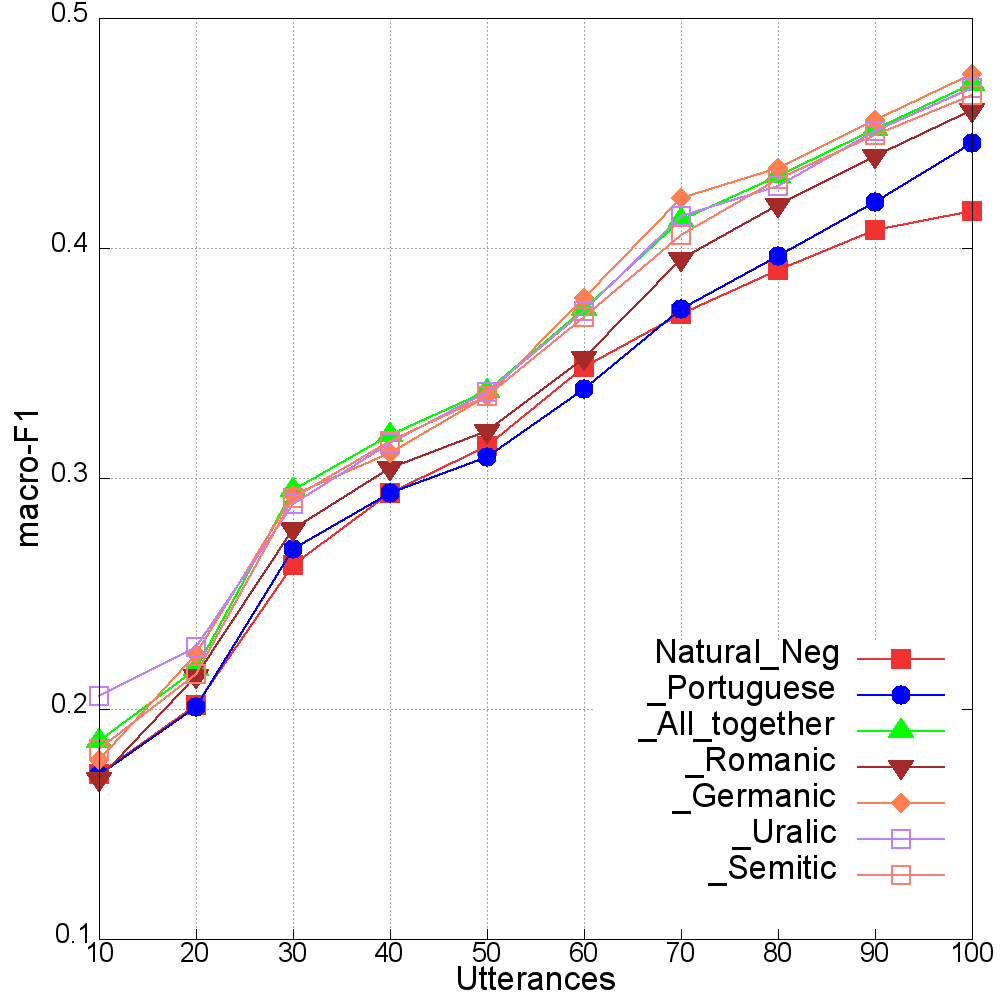 0.5
0.4
0.3
0.2
0.1
macro-F1
Natural_Neg
_Portuguese
_All_together
_Romanic
_Germanic
_Uralic
_Semitic
10 20 30 40 50 60 70 80 90 100
Utterances